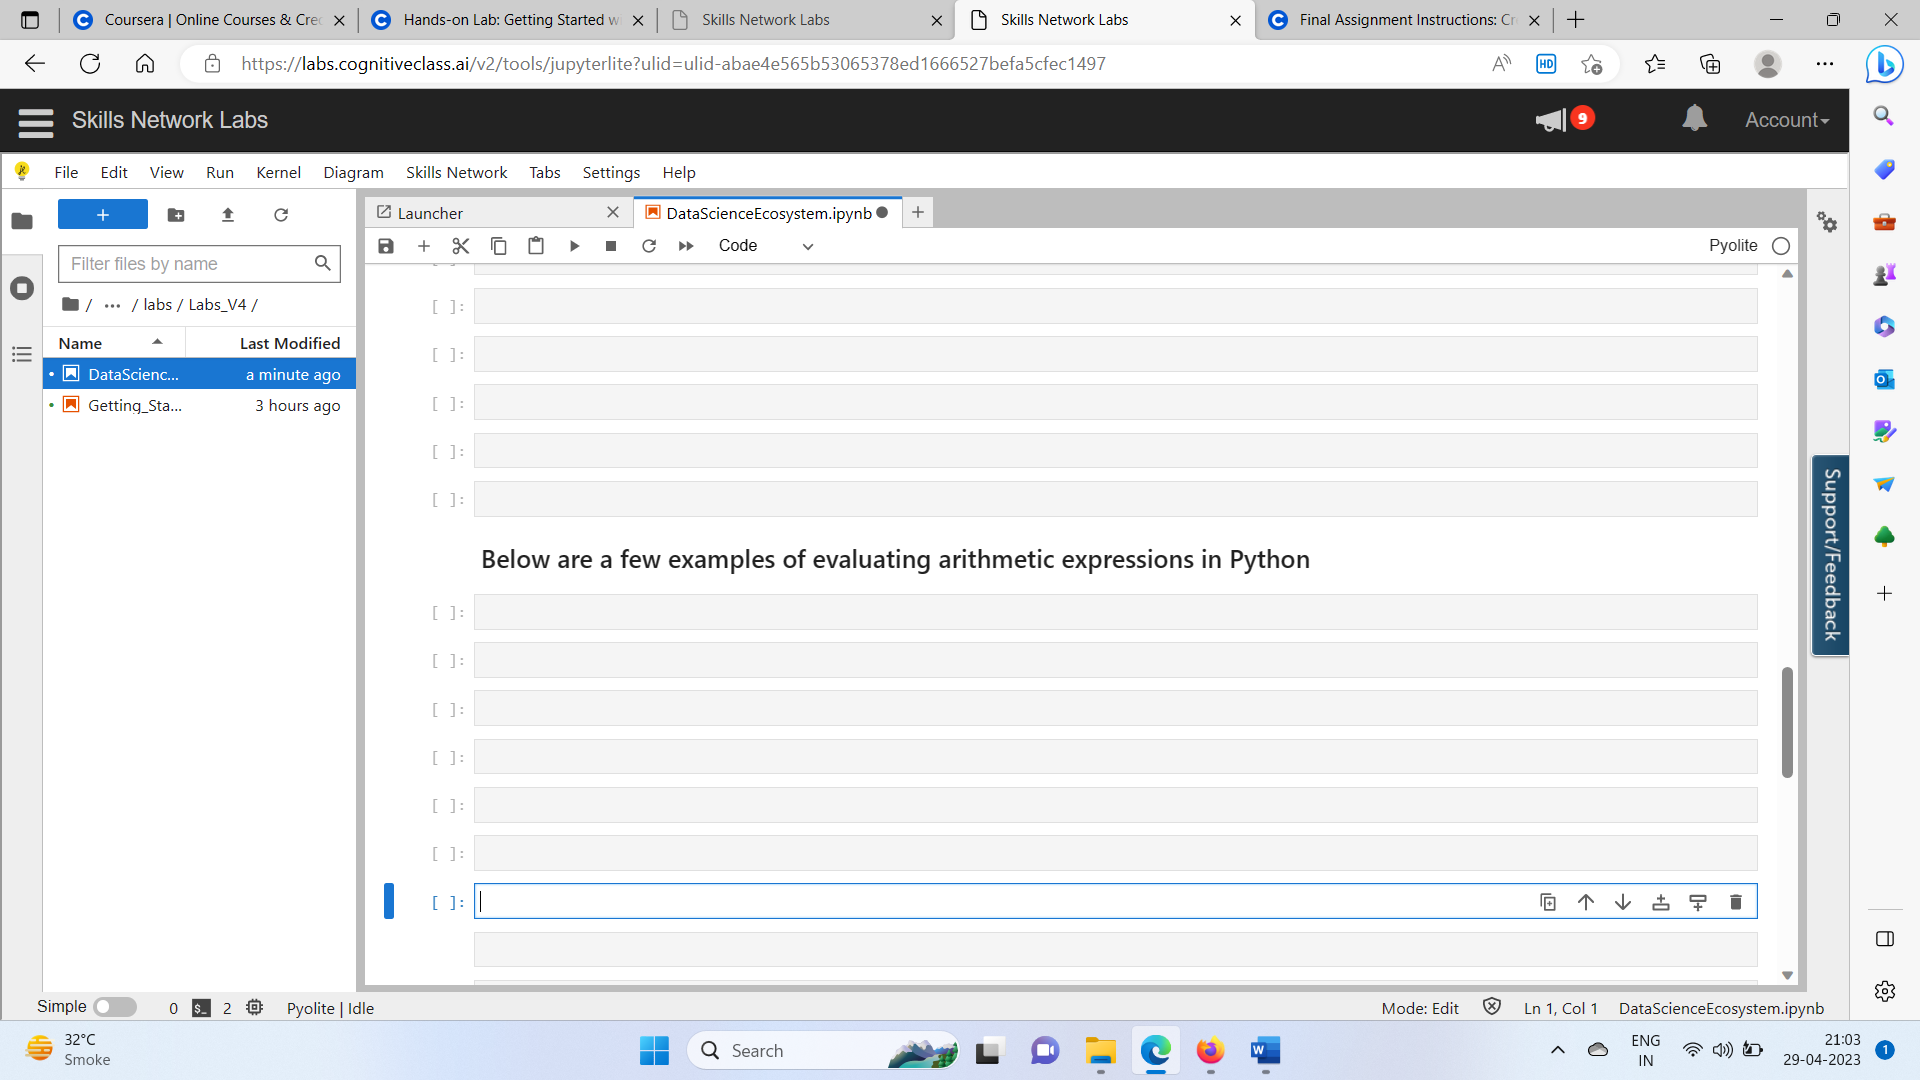 Coursera | Online Courses & Cre
Hands-on Lab: Getting Started w
Skills Network Labs
Skills Network Labs
Final Assignment Instructions: Cr
https://labs.cognitiveclass.ai/v2/tools/jupyterlite?ulid=ulid-abae4e565b53065378ed1666527befa5cfec1497
HD
Skills Network Labs
9
Account
File Edit View Run Kernel Diagram Skills Network Tabs Settings Help
Launcher
DataScienceEcosystem.ipynb
Code
Pyolite
Filter files by name
/ ... / labs / Labs_V4 /
Name Last Modified
DataScienc... a minute ago
Getting_Sta... 3 hours ago
[ ]:
[ ]:
[ ]:
[ ]:
[ ]:
Below are a few examples of evaluating arithmetic expressions in Python
[ ]:
[ ]:
[ ]:
[ ]:
[ ]:
[ ]:
[ ]:
Support/Feedback
Simple 0 2 Pyolite | Idle
Mode: Edit Ln 1, Col 1 DataScienceEcosystem.ipynb
32°C
Smoke
Search
ENG
IN
21:03
29-04-2023
1